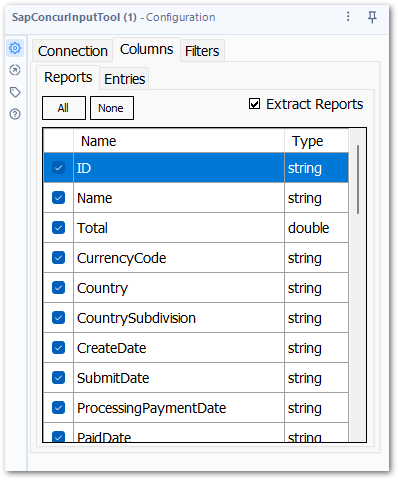 SapConcurInputTool (1) - Configuration
Connection Columns Filters
Reports Entries
All None Extract Reports
Name Type
ID string
Name string
Total double
CurrencyCode string
Country string
CountrySubdivision string
CreateDate string
SubmitDate string
ProcessingPaymentDate string
PaidDate string